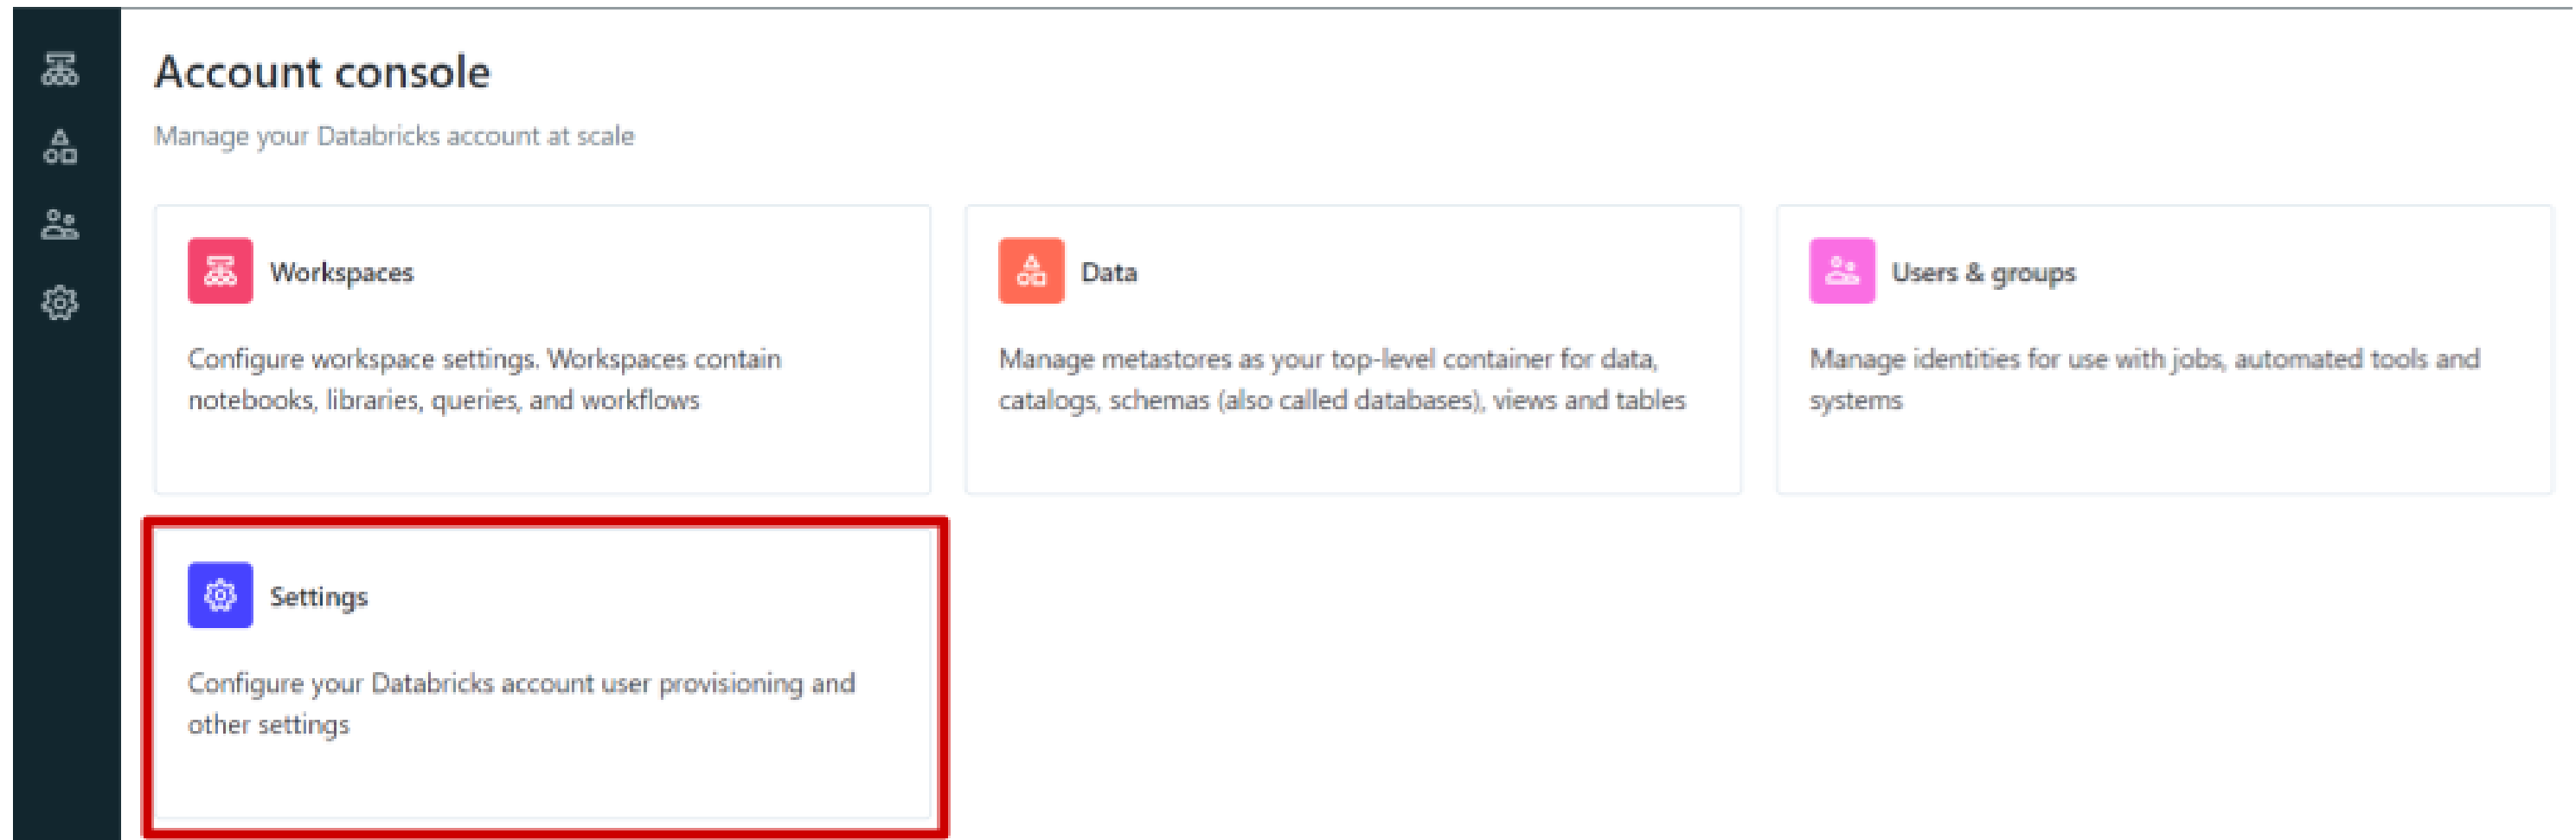 Account console
Manage your Databricks account at scale
Workspaces
Configure workspace settings. Workspaces contain
notebooks, libraries, queries, and workflows
Data
Manage metastores as your top-level container for data,
catalogs, schemas (also called databases), views and tables
Users & groups
Manage identities for use with jobs, automated tools and
systems
Settings
Configure your Databricks account user provisioning and
other settings